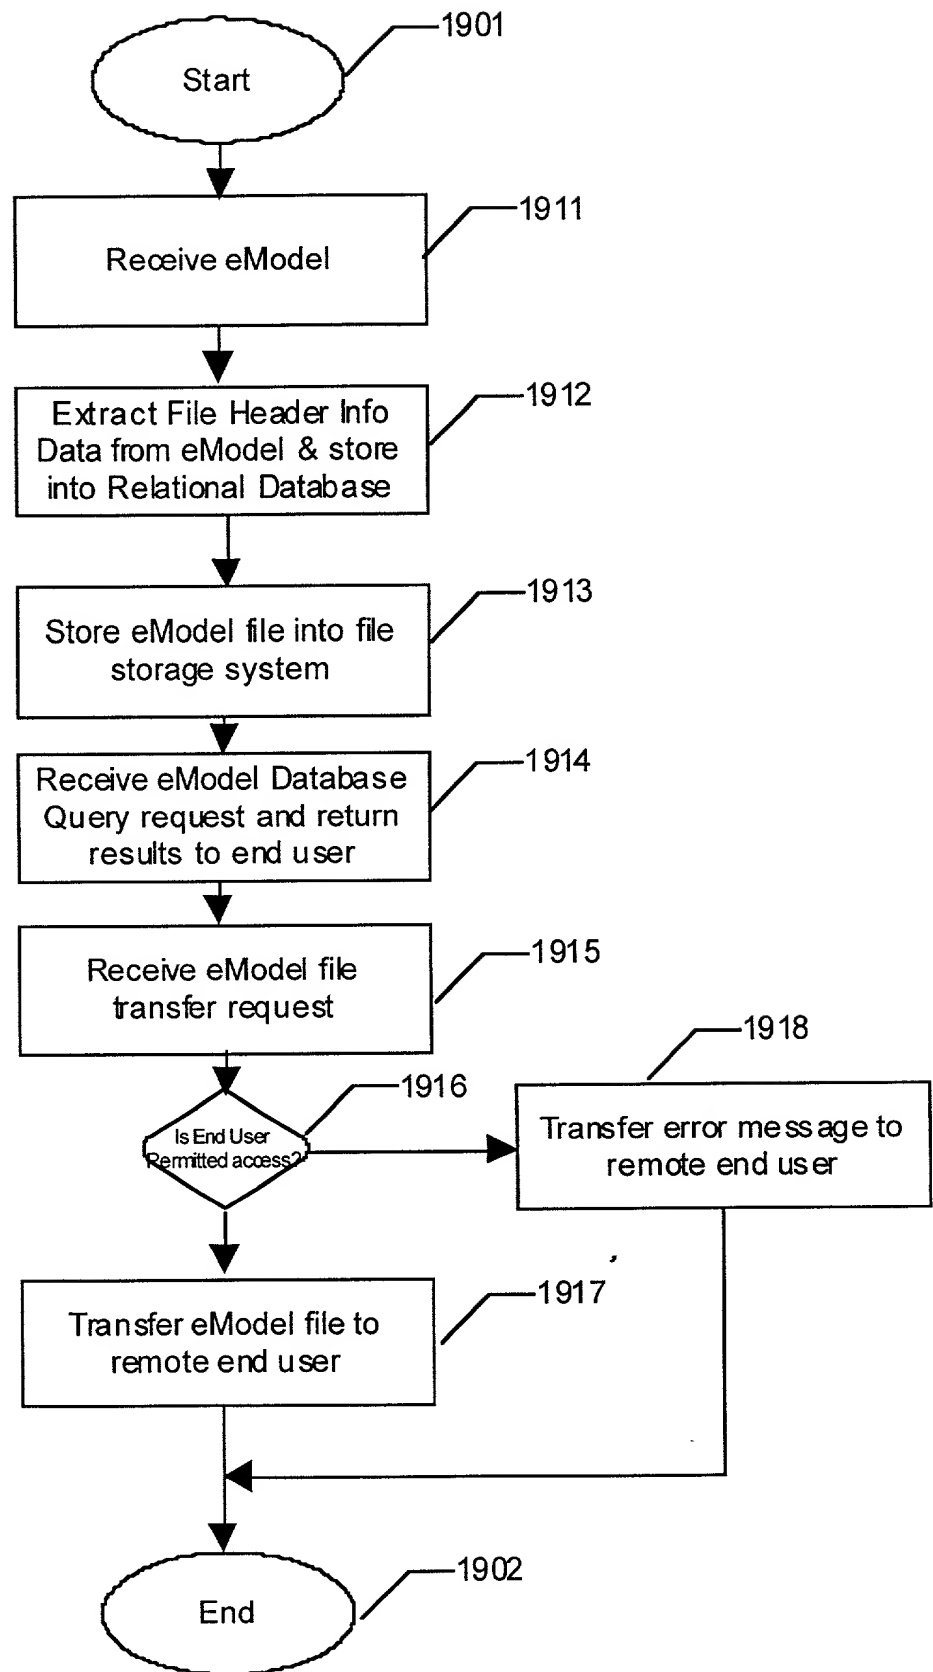 1901
Start
1911
Receive eModel
1912
Extract File Header Info
Data from eModel & store
into Relational Database
1913
Store eModel file into file
storage system
1914
Receive eModel Database
Query request and return
results to end user
1915
Receive eModel file
transfer request
1916
Is End User
Permitted access?
1918
Transfer error message to
remote end user
1917
Transfer eModel file to
remote end user
1902
End